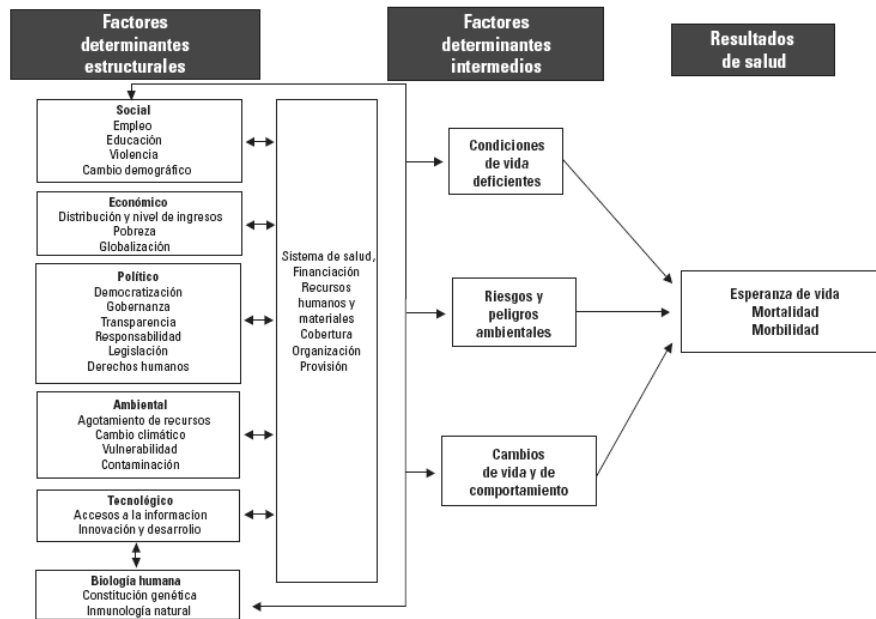 Factores
determinantes
estructurales
Factores
determinantes
intermedios
Resultados
de salud
Social
Empleo
Educación
Violencia
Cambio demográfico
Económico
Distribución y nivel de ingresos
Pobreza
Globalización
Político
Democratización
Gobernanza
Transparencia
Responsabilidad
Legislación
Derechos humanos
Ambiental
Agotamiento de recursos
Cambio climático
Vulnerabilidad
Contaminación
Tecnológico
Accesos a la informacion
Innovación y desarrollo
Biología humana
Constitución genética
Inmunología natural
Sistema de salud,
Financiación
Recursos
humanos y
materiales
Cobertura
Organización
Provisión
Condiciones
de vida
deficientes
Riesgos y
peligros
ambientales
Cambios
de vida y de
comportamiento
Esperanza de vida
Mortalidad
Morbilidad